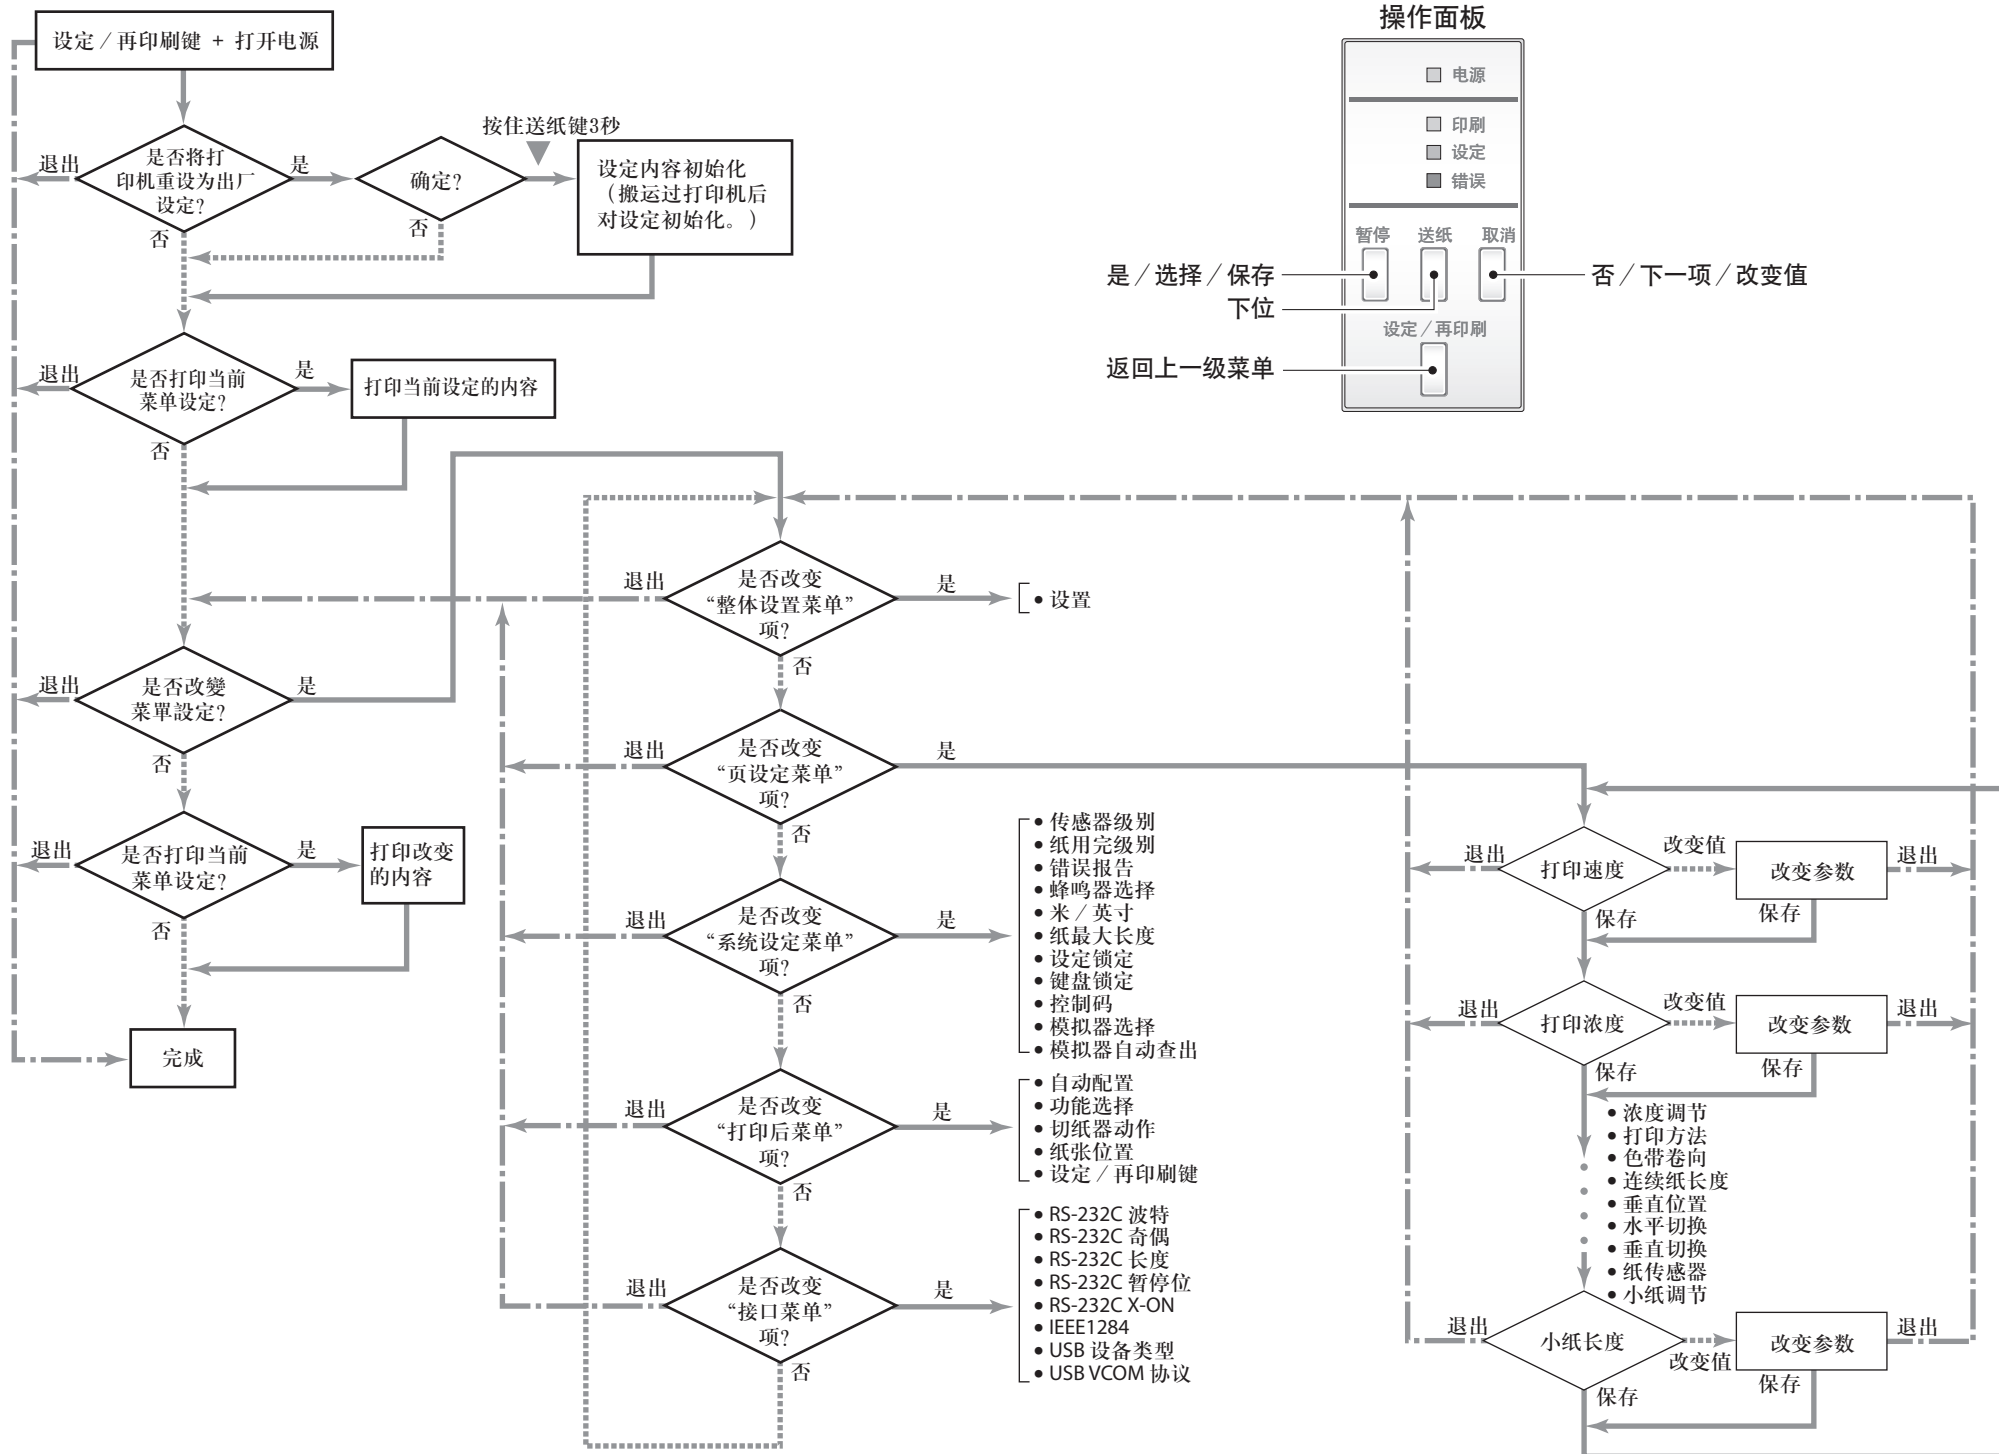 设定／再印刷键 + 打开电源
退出
是否将打
印机重设为出厂
设定？
是
否
确定？
否
按住送纸键3秒
设定内容初始化
（搬运过打印机后
对设定初始化。）
退出
是否打印当前
菜单设定？
是
否
打印当前设定的内容
退出
是否改變
菜單設定？
是
否
退出
是否打印当前
菜单设定？
是
否
打印改变
的内容
完成
操作面板
电源
印刷
设定
错误
暂停
送纸
取消
是／选择／保存
下位
否／下一项／改变值
设定／再印刷
返回上一级菜单
退出
是否改变
“整体设置菜单”
项？
是
否
• 设置
退出
是否改变
“页设定菜单”
项？
是
否
退出
是否改变
“系统设定菜单”
项？
是
否
• 传感器级别
• 纸用完级别
• 错误报告
• 蜂鸣器选择
• 米／英寸
• 纸最大长度
• 设定锁定
• 键盘锁定
• 控制码
• 模拟器选择
• 模拟器自动查出
退出
是否改变
“打印后菜单”
项？
是
否
• 自动配置
• 功能选择
• 切纸器动作
• 纸张位置
• 设定／再印刷键
退出
是否改变
“接口菜单”
项？
是
否
• RS-232C 波特
• RS-232C 奇偶
• RS-232C 长度
• RS-232C 暂停位
• RS-232C X-ON
• IEEE1284
• USB 设备类型
• USB VCOM 协议
退出
打印速度
改变值
改变参数
退出
保存
保存
退出
打印浓度
改变值
改变参数
退出
保存
保存
• 浓度调节
• 打印方法
• 色带卷向
• 连续纸长度
• 垂直位置
• 水平切换
• 垂直切换
• 纸传感器
• 小纸调节
退出
小纸长度
改变值
改变参数
退出
保存
保存